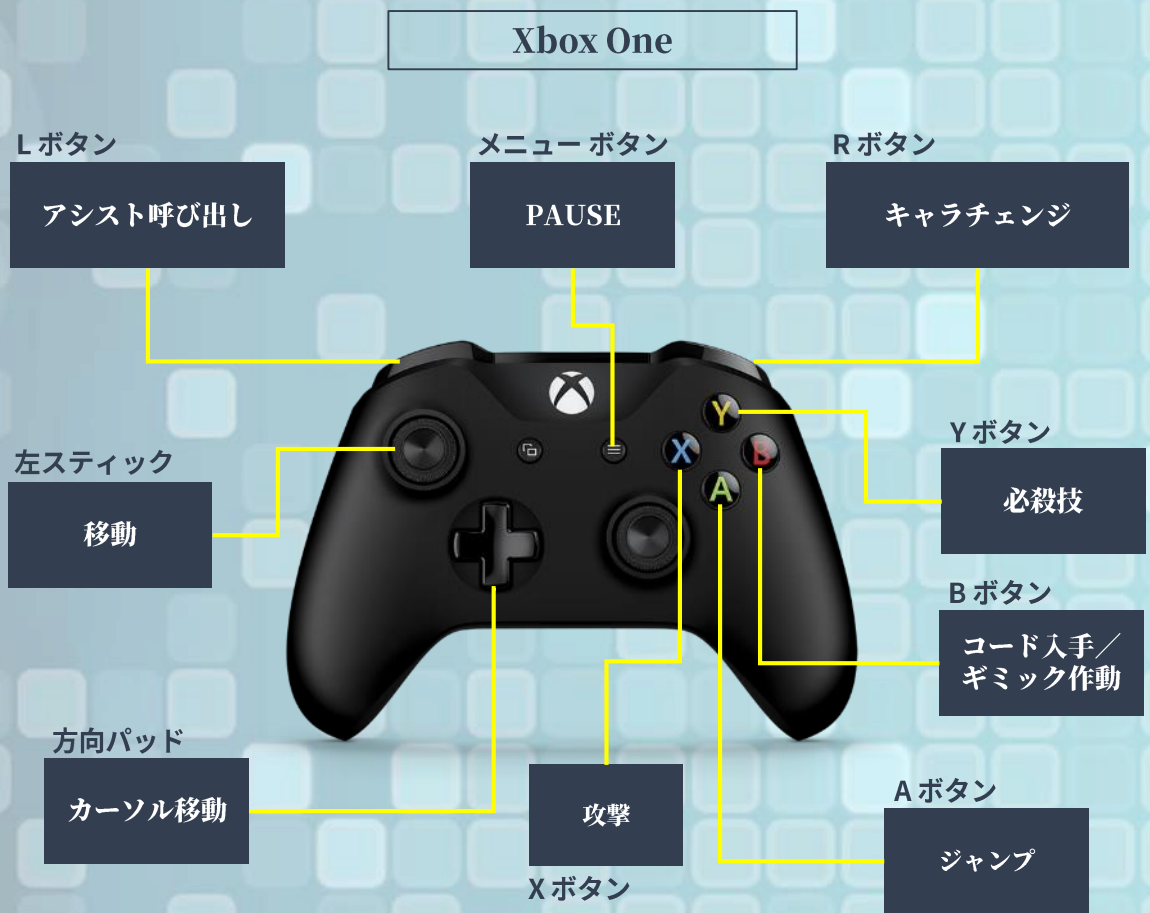 Xbox One
L ボタン
アシスト呼び出し
メニュー ボタン
PAUSE
R ボタン
キャラチェンジ
Y
X
B
A
左スティック
移動
Y ボタン
必殺技
B ボタン
コード入手／
ギミック作動
方向パッド
カーソル移動
攻撃
X ボタン
A ボタン
ジャンプ